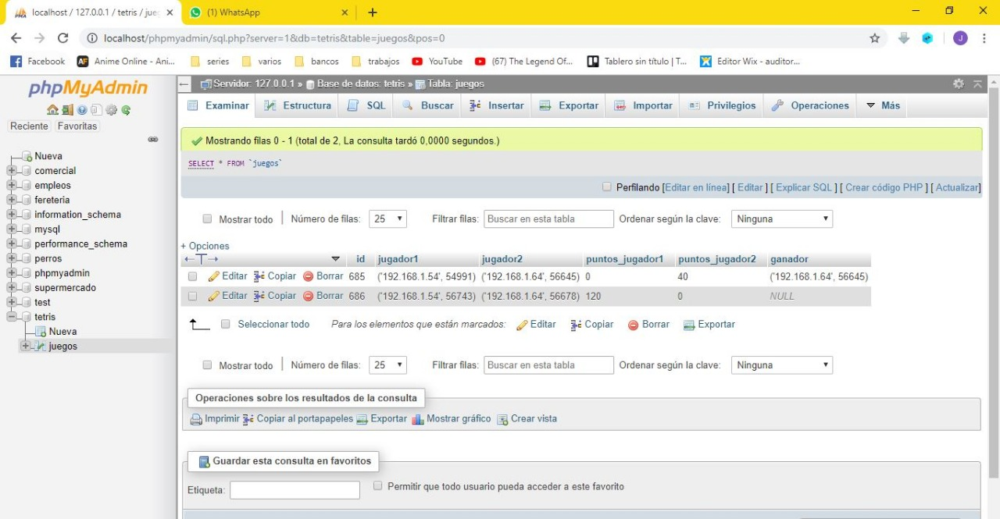 localhost / 127.0.0.1 / tetris / jue
(1) WhatsApp
localhost/phpmyadmin/sql.php?server=1&db=tetris&table=juegos&pos=0
J
Facebook Anime Online - Ani... series varios bancos trabajos YouTube (67) The Legend Of... Tablero sin título | T... Editor Wix - auditor...
phpMyAdmin
Reciente Favoritas
Nueva
comercial
empleos
fereteria
information_schema
mysql
performance_schema
perros
phpmyadmin
supermercado
test
tetris
Nueva
juegos
Servidor: 127.0.0.1 » Base de datos: tetris » Tabla: juegos
Examinar Estructura SQL Buscar Insertar Exportar Importar Privilegios Operaciones Más
Mostrando filas 0 - 1 (total de 2, La consulta tardó 0,0000 segundos.)
SELECT * FROM `juegos`
Perfilando [Editar en línea] [ Editar ] [ Explicar SQL ] [ Crear código PHP ] [ Actualizar]
Mostrar todo Número de filas: 25 Filtrar filas: Buscar en esta tabla Ordenar según la clave: Ninguna
+ Opciones
id jugador1 jugador2 puntos_jugador1 puntos_jugador2 ganador
Editar Copiar Borrar 685 ('192.168.1.54', 54991) ('192.168.1.64', 56645) 0 40 ('192.168.1.64', 56645)
Editar Copiar Borrar 686 ('192.168.1.54', 56743) ('192.168.1.64', 56678) 120 0 NULL
Seleccionar todo Para los elementos que están marcados: Editar Copiar Borrar Exportar
Mostrar todo Número de filas: 25 Filtrar filas: Buscar en esta tabla Ordenar según la clave: Ninguna
Operaciones sobre los resultados de la consulta
Imprimir Copiar al portapapeles Exportar Mostrar gráfico Crear vista
Guardar esta consulta en favoritos
Etiqueta: Permitir que todo usuario pueda acceder a este favorito